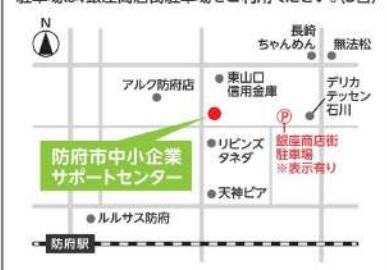 駐車場は、銀座商店街駐車場をご利用ください。(3台)
N
長崎
ちゃんめん
無法松
アルク防府店
東山口
信用金庫
デリカ
テッセン
石川
P
防府市中小企業
サポートセンター
リビンズ
タネダ
銀座商店街
駐車場
※表示有り
天神ピア
ルルサス防府
防府駅